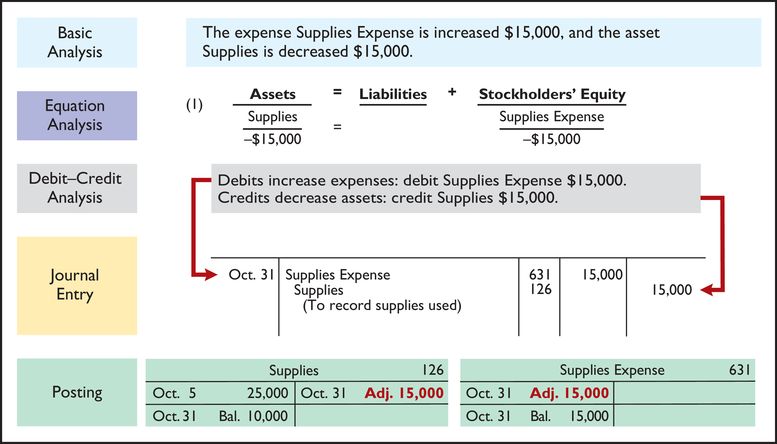 Basic
Analysis
The expense Supplies Expense is increased $15,000, and the asset
Supplies is decreased $15,000.
Equation
Analysis
(1)
Assets = Liabilities + Stockholders’ Equity
Supplies Supplies Expense
–$15,000 = –$15,000
Debit–Credit
Analysis
Debits increase expenses: debit Supplies Expense $15,000.
Credits decrease assets: credit Supplies $15,000.
Journal
Entry
Oct. 31 Supplies Expense 631 15,000
Supplies 126 15,000
(To record supplies used)
Posting
Supplies 126
Oct. 5 25,000 Oct. 31 Adj. 15,000
Oct. 31 Bal. 10,000
Supplies Expense 631
Oct. 31 Adj. 15,000
Oct. 31 Bal. 15,000